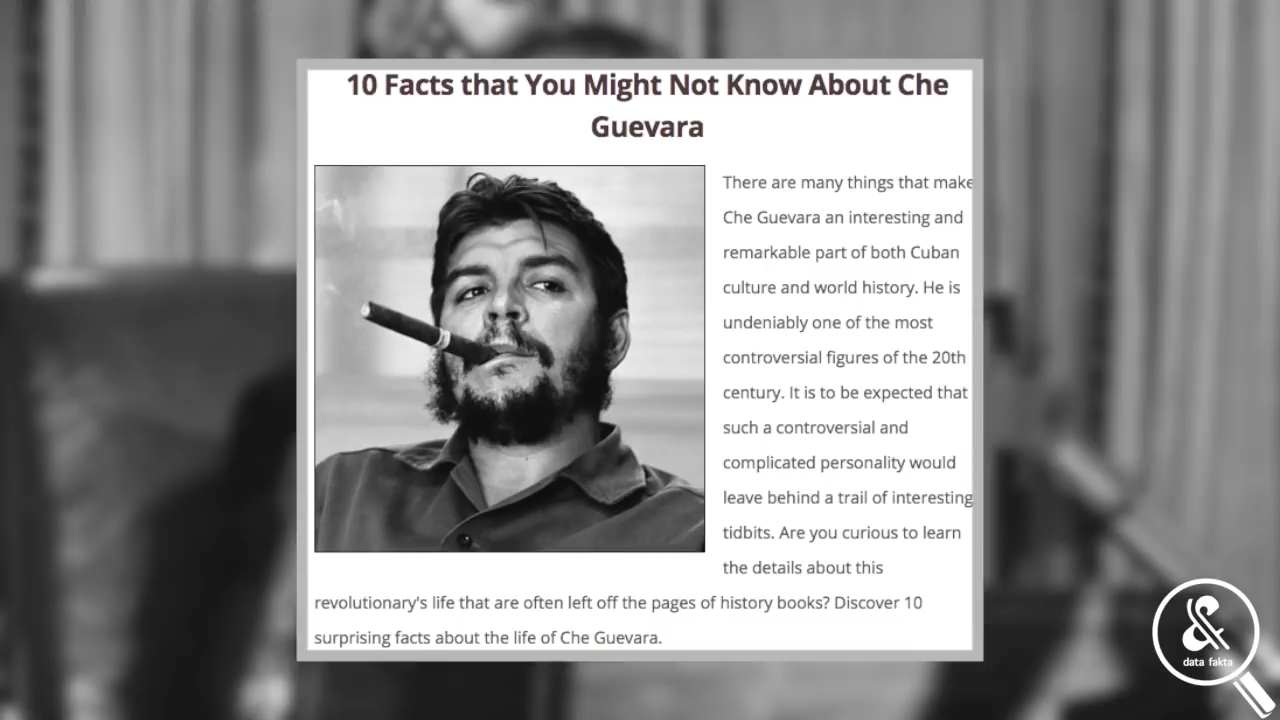 10 Facts that You Might Not Know About Che
Guevara
There are many things that make
Che Guevara an interesting and
remarkable part of both Cuban
culture and world history. He is
undeniably one of the most
controversial figures of the 20th
century. It is to be expected that
such a controversial and
complicated personality would
leave behind a trail of interesting
tidbits. Are you curious to learn
the details about this
revolutionary's life that are often left off the pages of history books? Discover 10
surprising facts about the life of Che Guevara.
&
data fakta